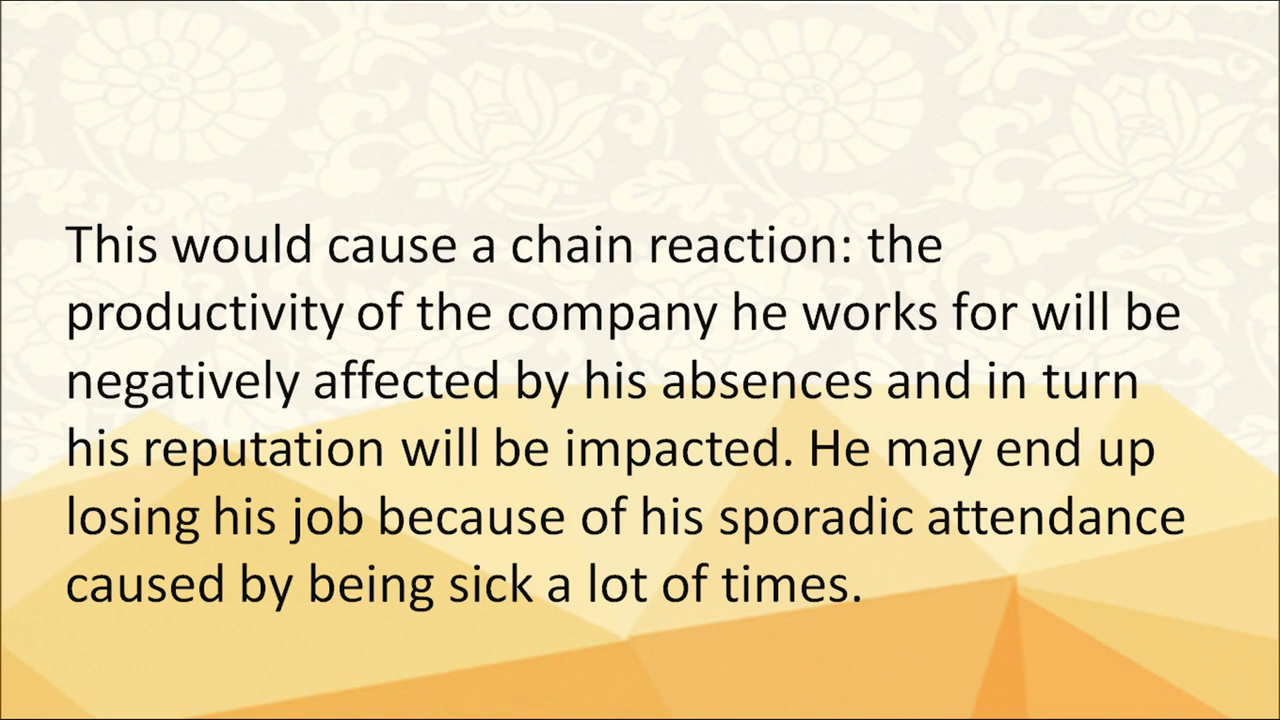 This would cause a chain reaction: the
productivity of the company he works for will be
negatively affected by his absences and in turn
his reputation will be impacted. He may end up
losing his job because of his sporadic attendance
caused by being sick a lot of times.